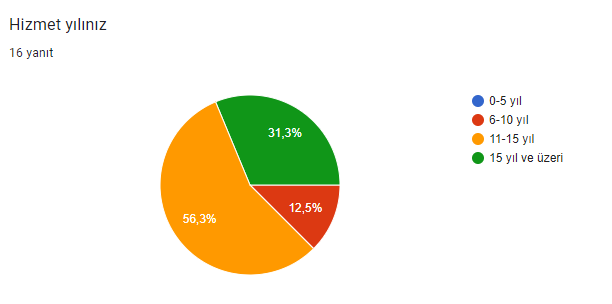 Hizmet yılınız
16 yanıt
31,3%
12,5%
56,3%
0-5 yıl
6-10 yıl
11-15 yıl
15 yıl ve üzeri